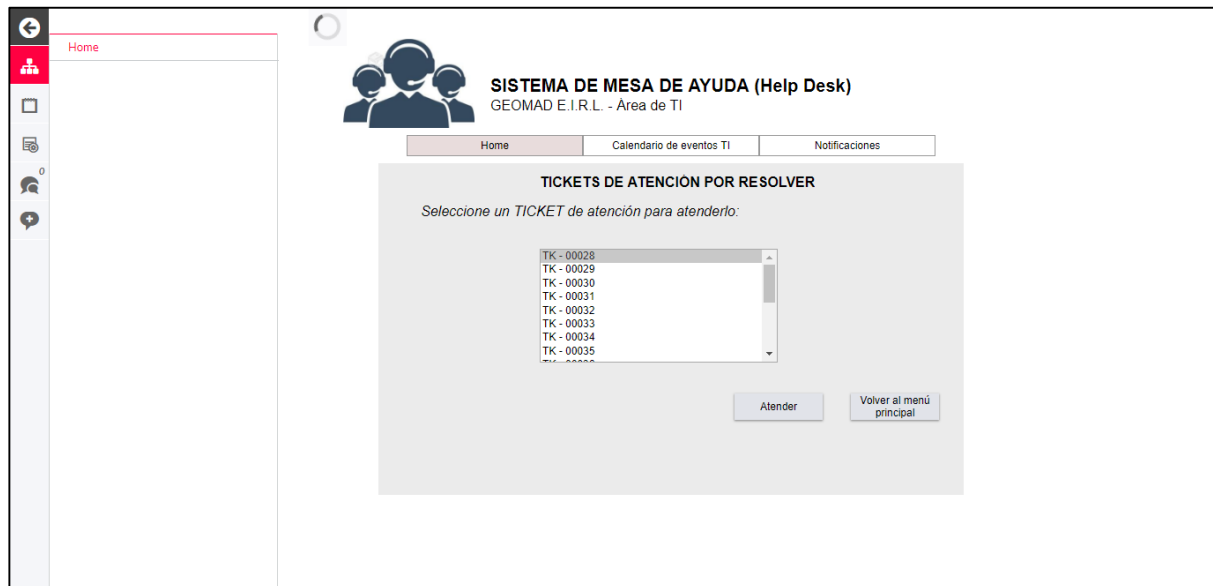 Home
0
SISTEMA DE MESA DE AYUDA (Help Desk)
GEOMAD E.I.R.L. - Área de TI
Home
Calendario de eventos TI
Notificaciones
TICKETS DE ATENCIÓN POR RESOLVER
Seleccione un TICKET de atención para atenderlo:
TK - 00028
TK - 00029
TK - 00030
TK - 00031
TK - 00032
TK - 00033
TK - 00034
TK - 00035
Atender
Volver al menú
principal